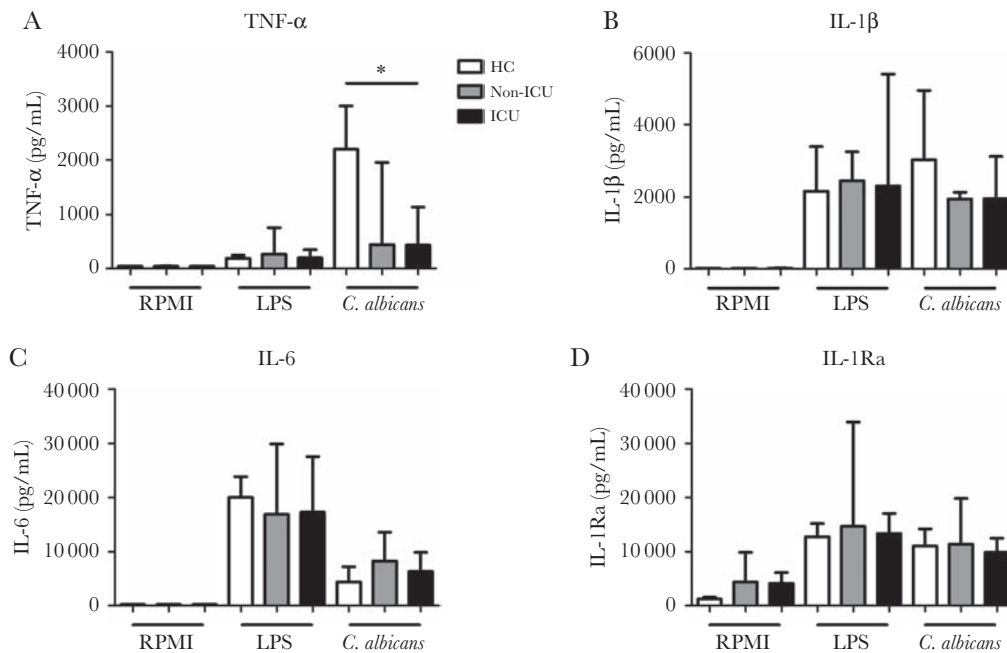 A
TNF-α
TNF-α (pg/mL)
4000
3000
2000
1000
0
*
RPMI
LPS
C. albicans
HC
Non-ICU
ICU
B
IL-1β
IL-1β (pg/mL)
6000
4000
2000
0
RPMI
LPS
C. albicans
C
IL-6
IL-6 (pg/mL)
40 000
30 000
20 000
10 000
0
RPMI
LPS
C. albicans
D
IL-1Ra
IL-1Ra (pg/mL)
40 000
30 000
20 000
10 000
0
RPMI
LPS
C. albicans